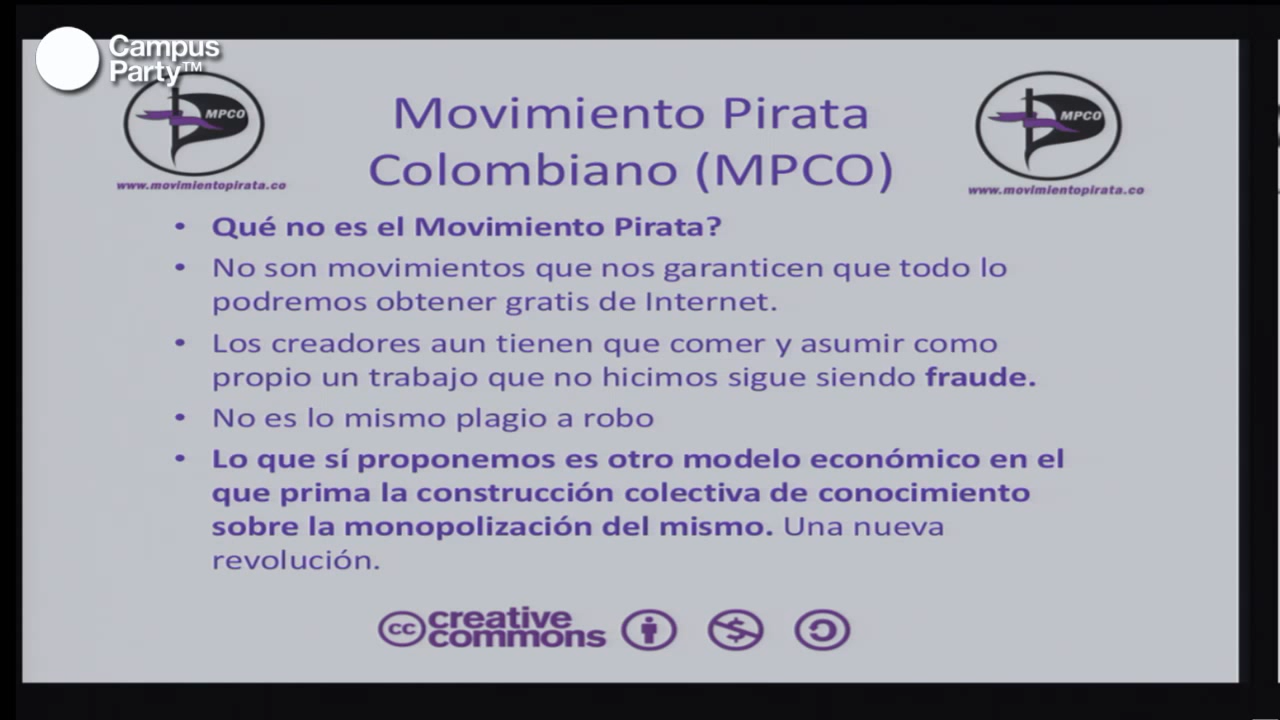 Campus
Party™
MPCO
www.movimientopirata.co
Movimiento Pirata
Colombiano (MPCO)
MPCO
www.movimientopirata.co
• Qué no es el Movimiento Pirata?
• No son movimientos que nos garanticen que todo lo
podremos obtener gratis de Internet.
• Los creadores aun tienen que comer y asumir como
propio un trabajo que no hicimos sigue siendo fraude.
• No es lo mismo plagio a robo
• Lo que sí proponemos es otro modelo económico en el
que prima la construcción colectiva de conocimiento
sobre la monopolización del mismo. Una nueva
revolución.
cc creative
commons